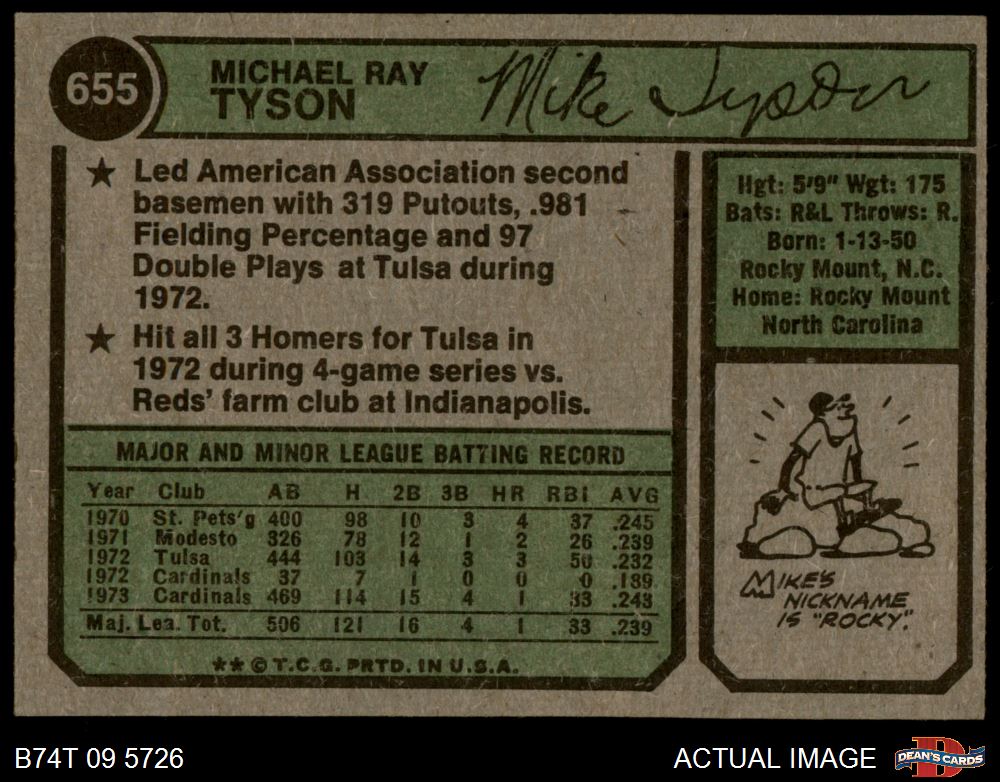 655
MICHAEL RAY
TYSON
Mike Tyson
★ Led American Association second
basemen with 319 Putouts, .981
Fielding Percentage and 97
Double Plays at Tulsa during
1972.
★ Hit all 3 Homers for Tulsa in
1972 during 4-game series vs.
Reds' farm club at Indianapolis.
MAJOR AND MINOR LEAGUE BATTING RECORD
Year Club AB H 2B 3B HR RBI AVG
1970 St. Pets'g 400 98 10 3 4 37 .245
1971 Modesto 326 78 12 1 2 26 .239
1972 Tulsa 444 103 14 3 3 50 .232
1972 Cardinals 37 7 1 0 0 0 .189
1973 Cardinals 469 114 15 4 1 33 .243
Maj. Lea. Tot. 506 121 16 4 1 33 .239
**© T.C.G. PRTD. IN U.S.A.
Hgt: 5'9" Wgt: 175
Bats: R&L Throws: R.
Born: 1-13-50
Rocky Mount, N.C.
Home: Rocky Mount
North Carolina
MIKE'S
NICKNAME
IS "ROCKY".
B74T 09 5726
ACTUAL IMAGE
D
DEAN'S CARDS